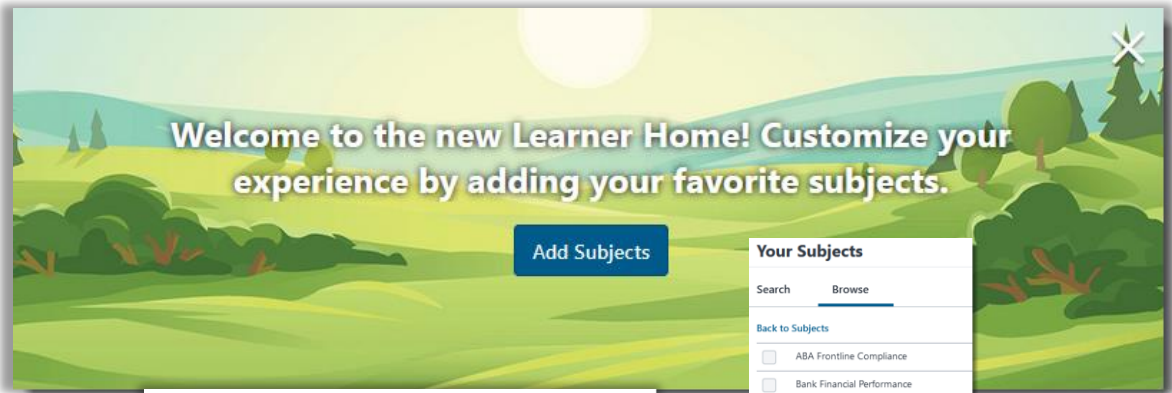 Welcome to the new Learner Home! Customize your
experience by adding your favorite subjects.
Add Subjects
Your Subjects
Search Browse
Back to Subjects
ABA Frontline Compliance
Bank Financial Performance